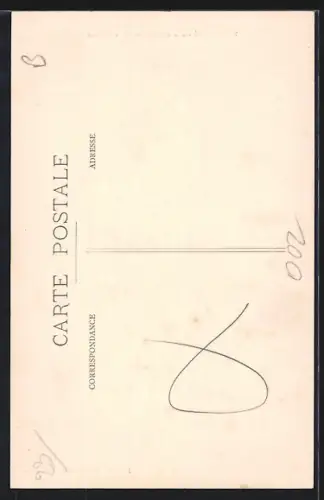 CARTE POSTALE
CORRESPONDANCE
ADRESSE
B
200